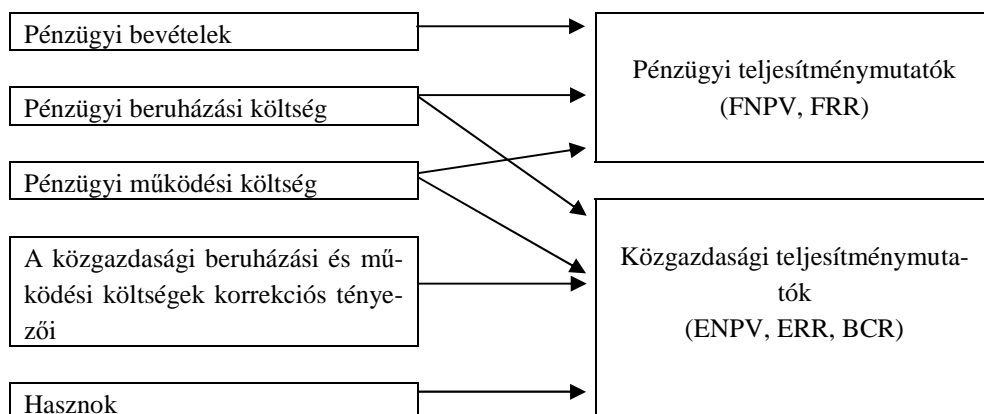 Pénzügyi bevételek
Pénzügyi beruházási költség
Pénzügyi működési költség
A közgazdasági beruházási és mű-
ködési költségek korrekciós ténye-
zői
Hasznok
Pénzügyi teljesítménymutatók
(FNPV, FRR)
Közgazdasági teljesítménymuta-
tók
(ENPV, ERR, BCR)